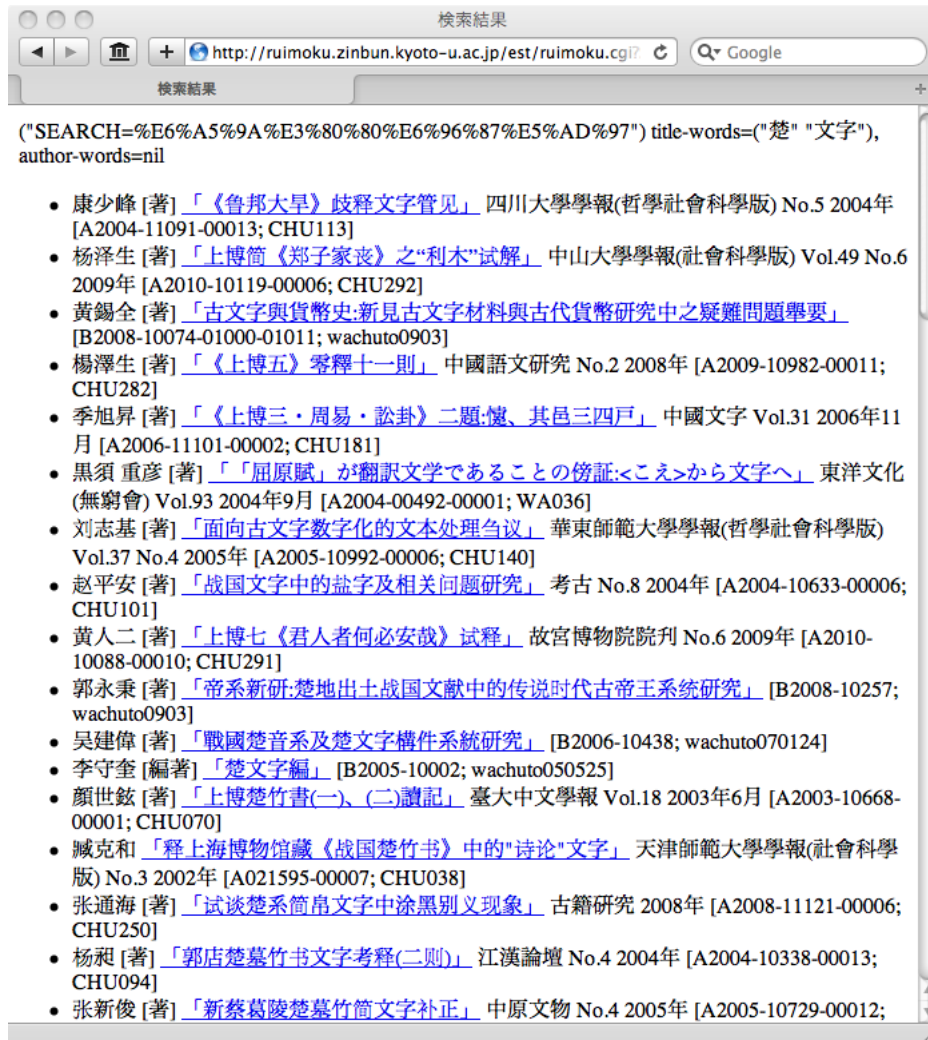 検索結果
http://ruimoku.zinbun.kyoto-u.ac.jp/est/ruimoku.cgi?
Google
検索結果
("SEARCH=%E6%A5%9A%E3%80%80%E6%96%87%E5%AD%97") title-words=("楚" "文字"),
author-words=nil
• 康少峰 [著] 「《鲁邦大旱》歧释文字管见」 四川大學學報(哲學社會科學版) No.5 2004年
[A2004-11091-00013; CHU113]
• 杨泽生 [著] 「上博简《郑子家丧》之“利木”试解」 中山大學學報(社會科學版) Vol.49 No.6
2009年 [A2010-10119-00006; CHU292]
• 黃錫全 [著] 「古文字與貨幣史:新見古文字材料與古代貨幣研究中之疑難問題舉要」
[B2008-10074-01000-01011; wachuto0903]
• 楊澤生 [著] 「《上博五》零釋十一則」 中國語文研究 No.2 2008年 [A2009-10982-00011;
CHU282]
• 季旭昇 [著] 「《上博三・周易・訟卦》二題:懥、其邑三四戸」 中國文字 Vol.31 2006年11
月 [A2006-11101-00002; CHU181]
• 黒須 重彦 [著] 「「屈原賦」が翻訳文学であることの傍証:<こえ>から文字へ」 東洋文化
(無窮會) Vol.93 2004年9月 [A2004-00492-00001; WA036]
• 刘志基 [著] 「面向古文字数字化的文本处理刍议」 華東師範大學學報(哲學社會科學版)
Vol.37 No.4 2005年 [A2005-10992-00006; CHU140]
• 赵平安 [著] 「战国文字中的盐字及相关问题研究」 考古 No.8 2004年 [A2004-10633-00006;
CHU101]
• 黄人二 [著] 「上博七《君人者何必安哉》试释」 故宮博物院院刊 No.6 2009年 [A2010-
10088-00010; CHU291]
• 郭永秉 [著] 「帝系新研:楚地出土战国文献中的传说时代古帝王系统研究」 [B2008-10257;
wachuto0903]
• 吴建偉 [著] 「戰國楚音系及楚文字構件系統研究」 [B2006-10438; wachuto070124]
• 李守奎 [編著] 「楚文字編」 [B2005-10002; wachuto050525]
• 顏世鉉 [著] 「上博楚竹書(一)、(二)讀記」 臺大中文學報 Vol.18 2003年6月 [A2003-10668-
00001; CHU070]
• 臧克和 「释上海博物馆藏《战国楚竹书》中的"诗论"文字」 天津師範大學學報(社會科學
版) No.3 2002年 [A021595-00007; CHU038]
• 张通海 [著] 「试谈楚系简帛文字中涂黑别义现象」 古籍研究 2008年 [A2008-11121-00006;
CHU250]
• 杨昶 [著] 「郭店楚墓竹书文字考释(二则)」 江漢論壇 No.4 2004年 [A2004-10338-00013;
CHU094]
• 张新俊 [著] 「新蔡葛陵楚墓竹简文字补正」 中原文物 No.4 2005年 [A2005-10729-00012;